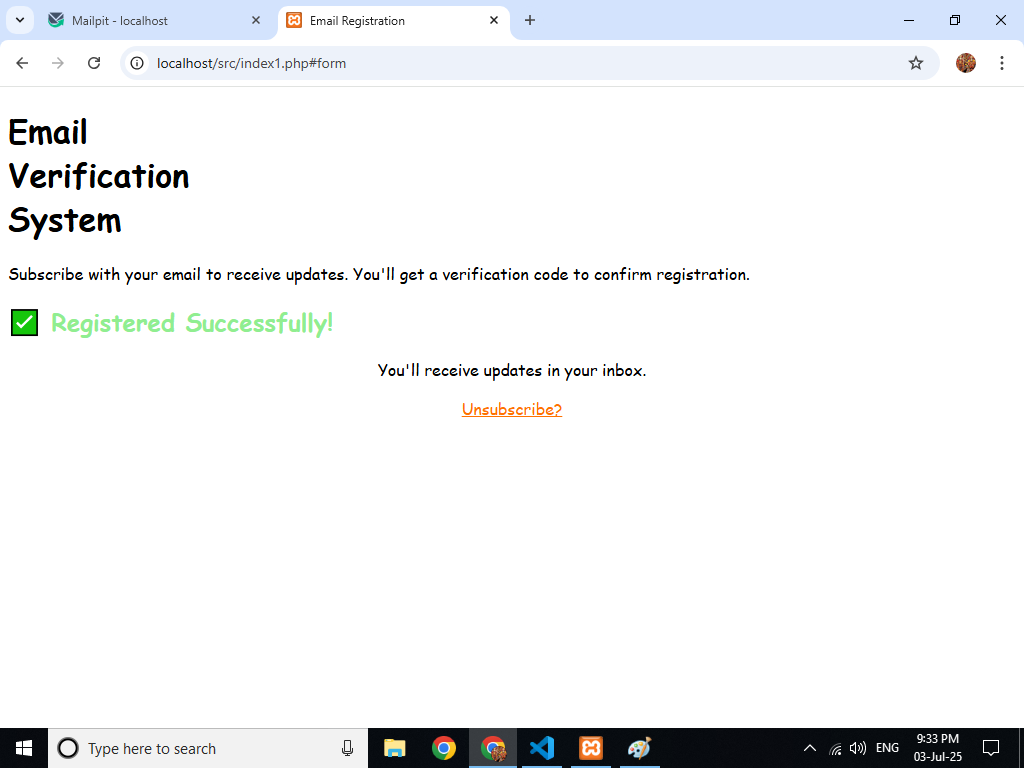 Mailpit - localhost
Email Registration
localhost/src/index1.php#form
Email
Verification
System
Subscribe with your email to receive updates. You'll get a verification code to confirm registration.
Registered Successfully!
You'll receive updates in your inbox.
Unsubscribe?
Type here to search
ENG
9:33 PM
03-Jul-25